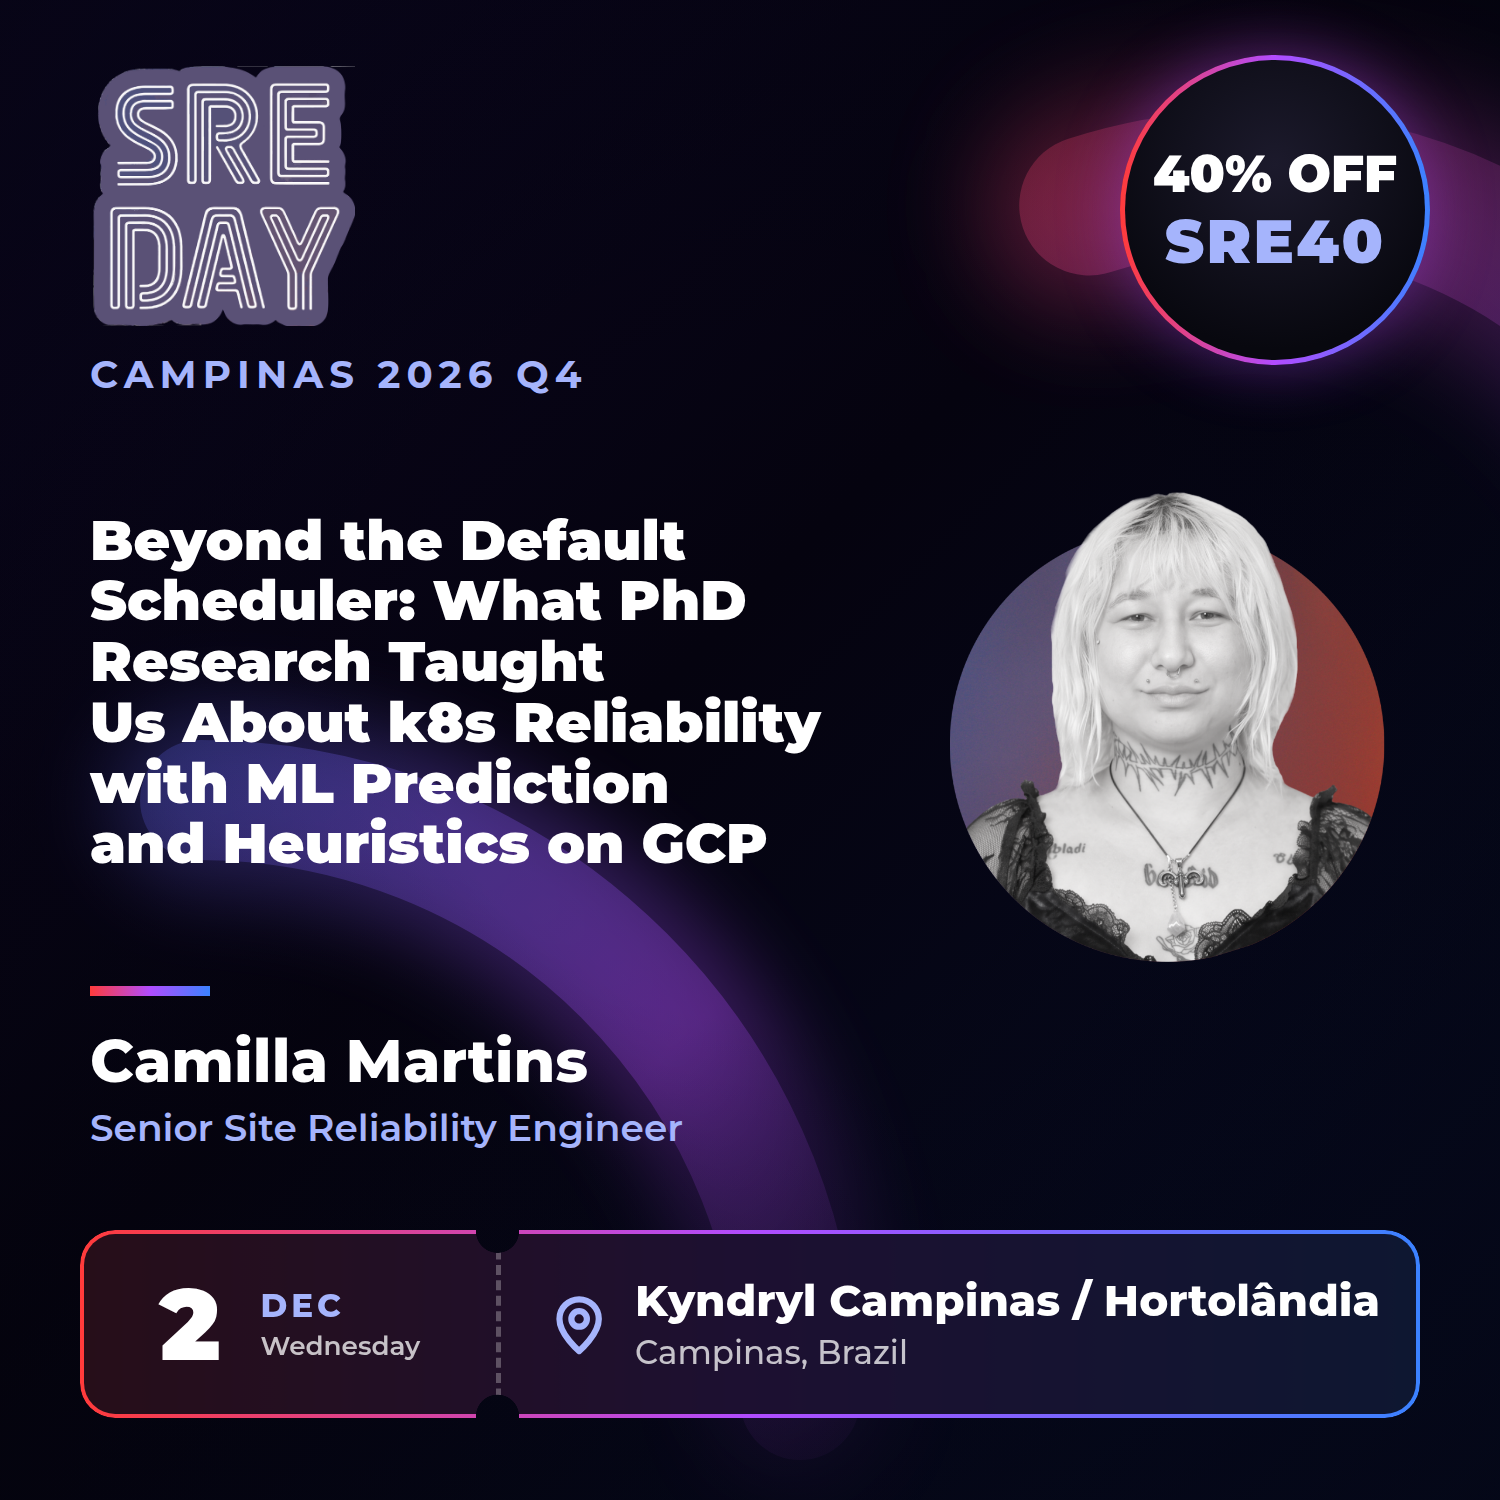 SRE
DAY
CAMPINAS 2026 Q4
40% OFF
SRE40
Beyond the Default
Scheduler: What PhD
Research Taught
Us About k8s Reliability
with ML Prediction
and Heuristics on GCP
Camilla Martins
Senior Site Reliability Engineer
2
DEC
Wednesday
Kyndryl Campinas / Hortolândia
Campinas, Brazil